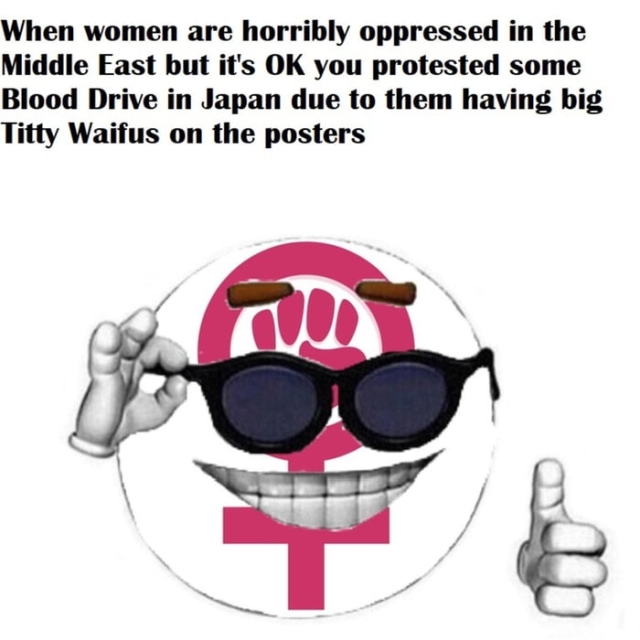 When women are horribly oppressed in the
Middle East but it's OK you protested some
Blood Drive in Japan due to them having big
Titty Waifus on the posters